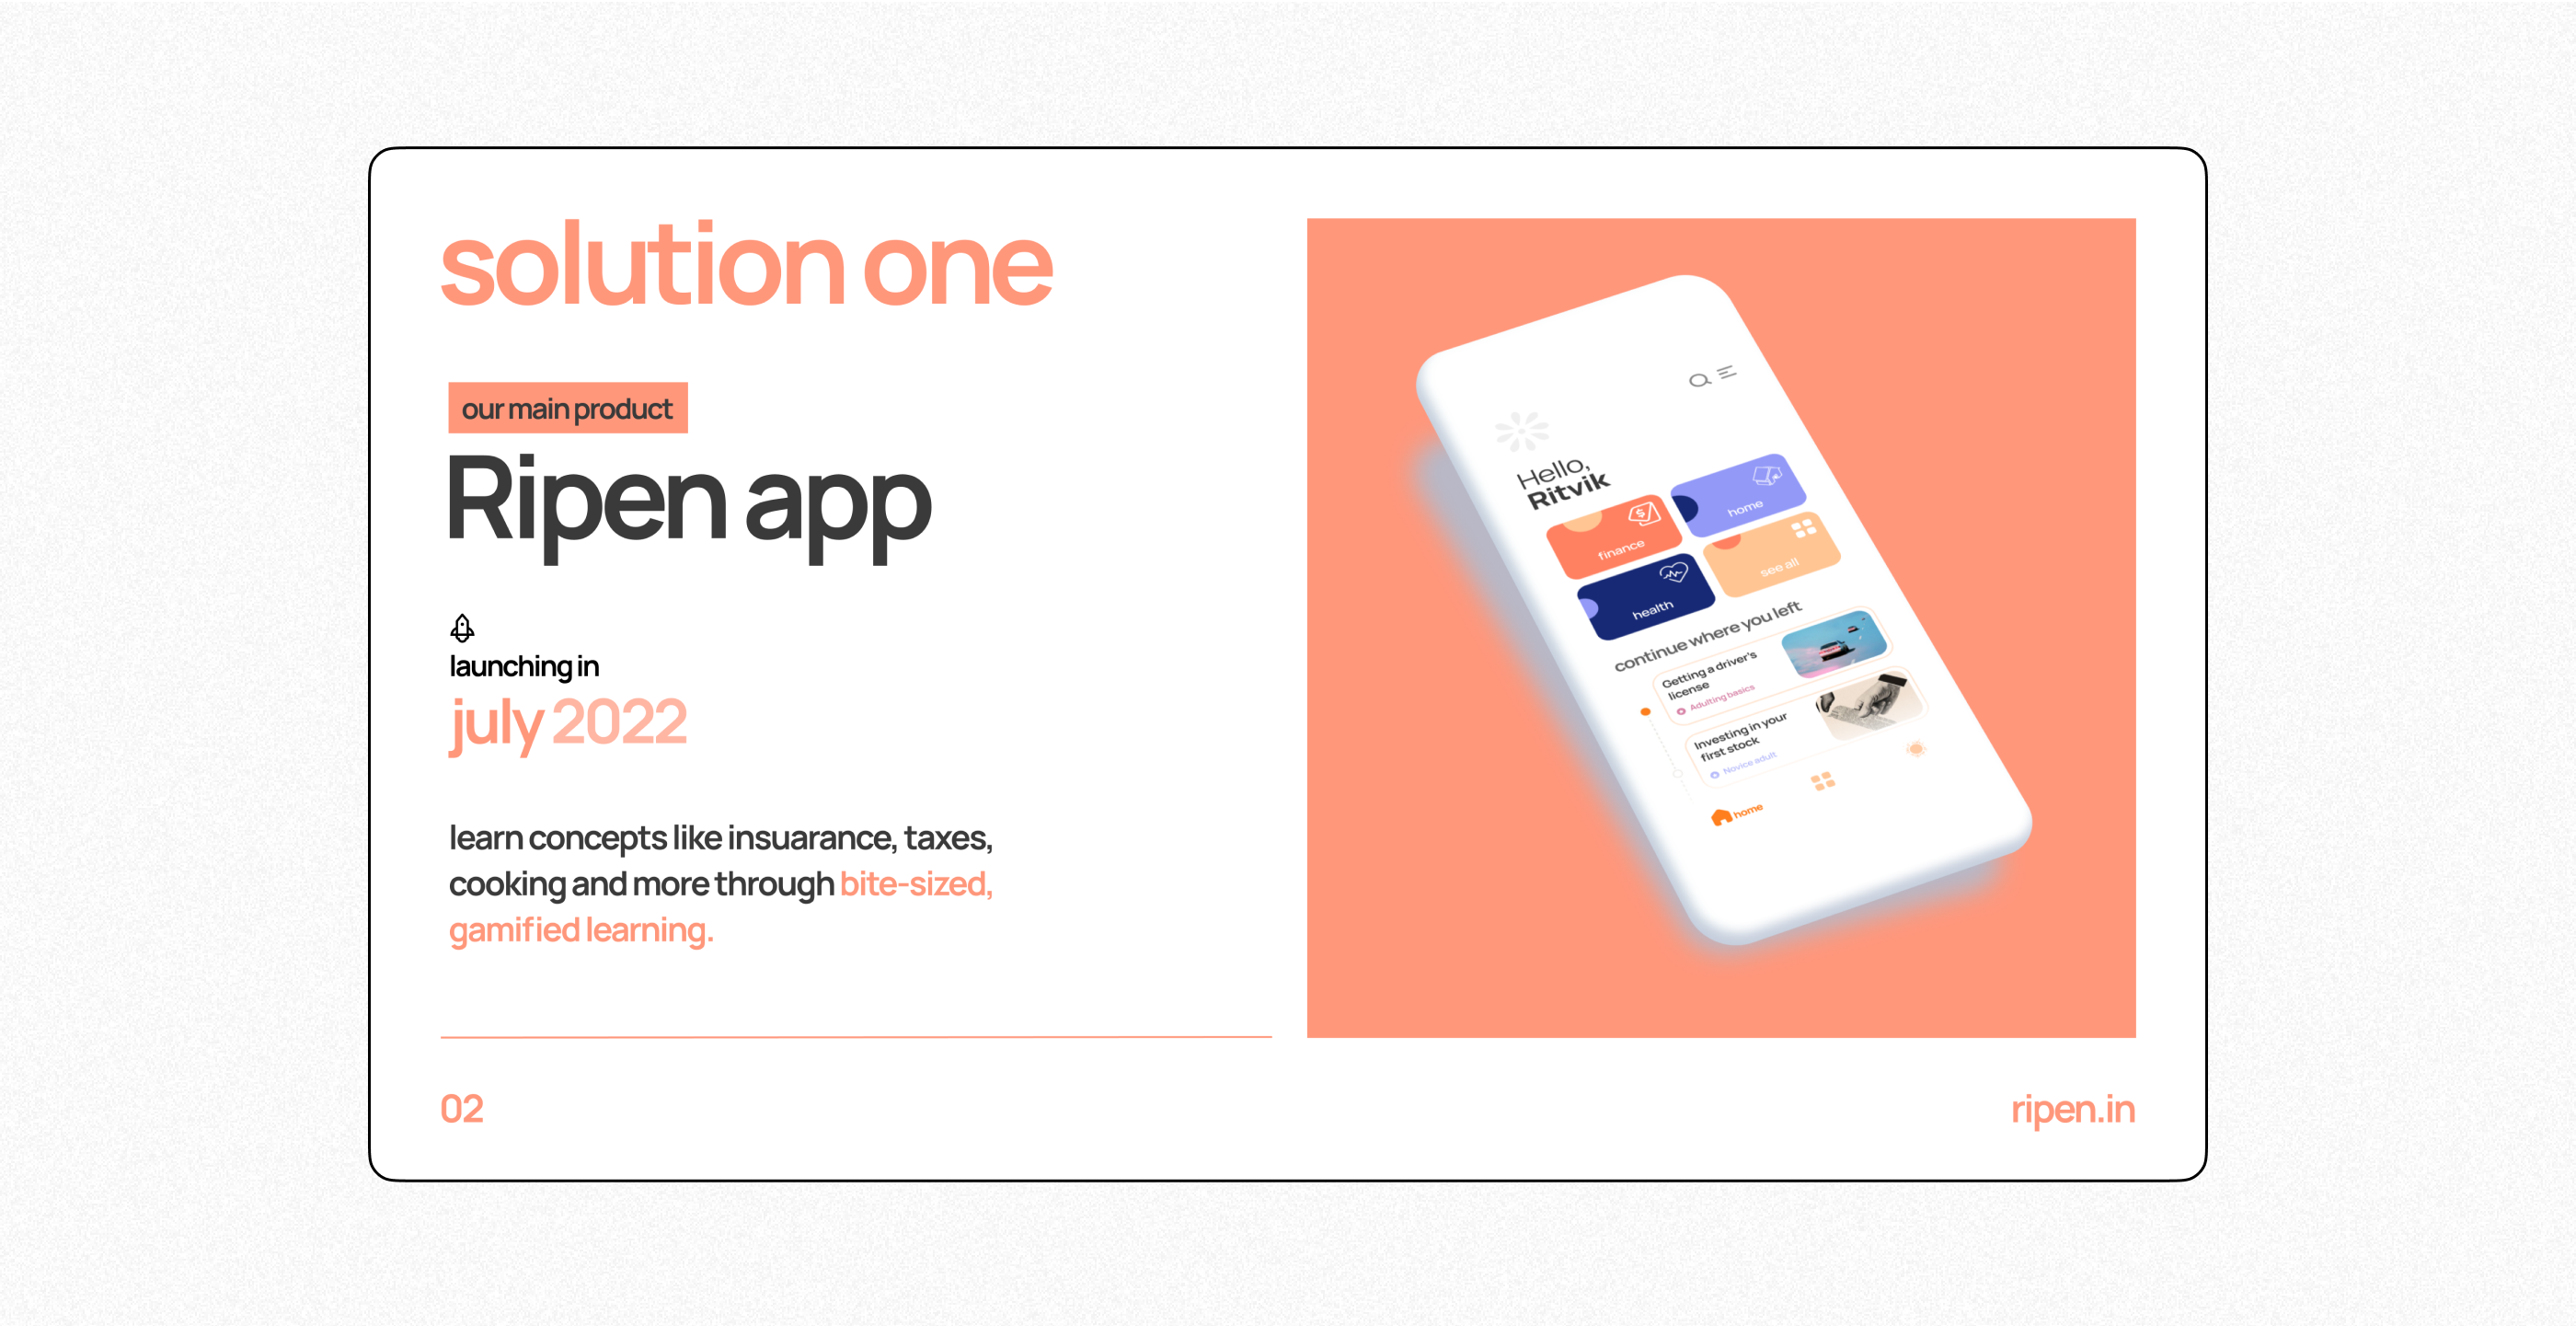 solution one
our main product
Ripen app
launching in
july 2022
learn concepts like insuarance, taxes,
cooking and more through bite-sized,
gamified learning.
02
ripen.in
Hello,
Ritvik
finance
home
health
see all
continue where you left
Getting a driver's
license
Adulting basics
Investing in your
first stock
Novice adult
home